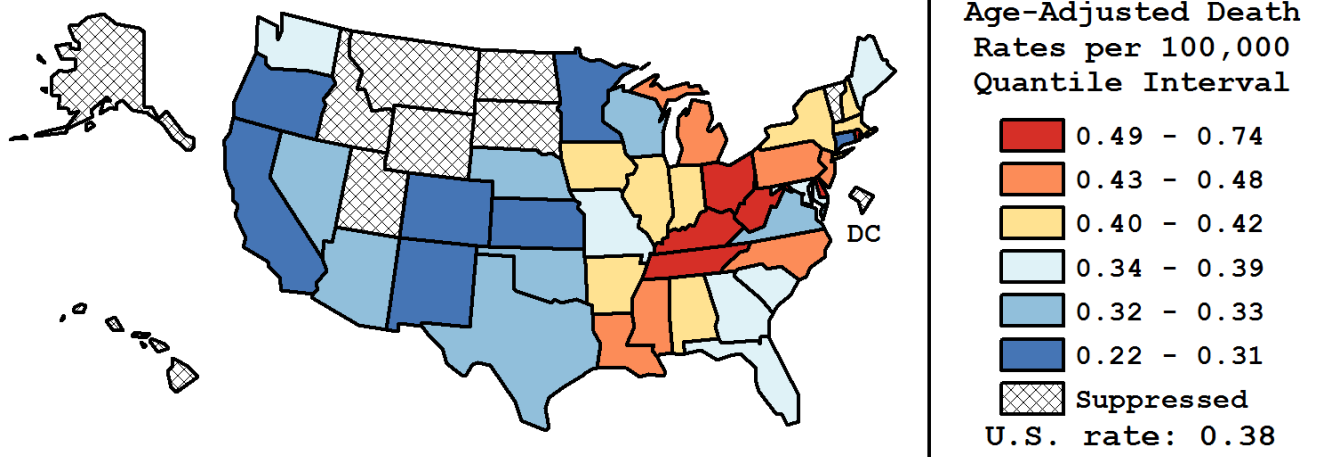 DC
Age-Adjusted Death
Rates per 100,000
Quantile Interval
0.49 - 0.74
0.43 - 0.48
0.40 - 0.42
0.34 - 0.39
0.32 - 0.33
0.22 - 0.31
Suppressed
U.S. rate: 0.38